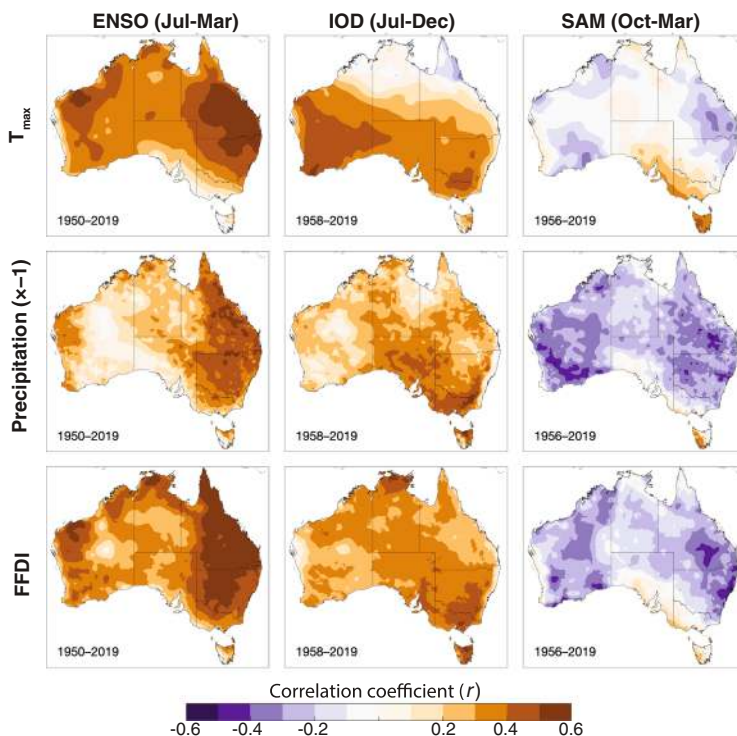 ENSO (Jul-Mar) IOD (Jul-Dec) SAM (Oct-Mar)
Tmax
1950–2019 1958–2019 1956–2019
Precipitation (×–1)
1950–2019 1958–2019 1956–2019
FFDI
1950–2019 1958–2019 1956–2019
Correlation coefficient (r)
-0.6 -0.4 -0.2 0.2 0.4 0.6